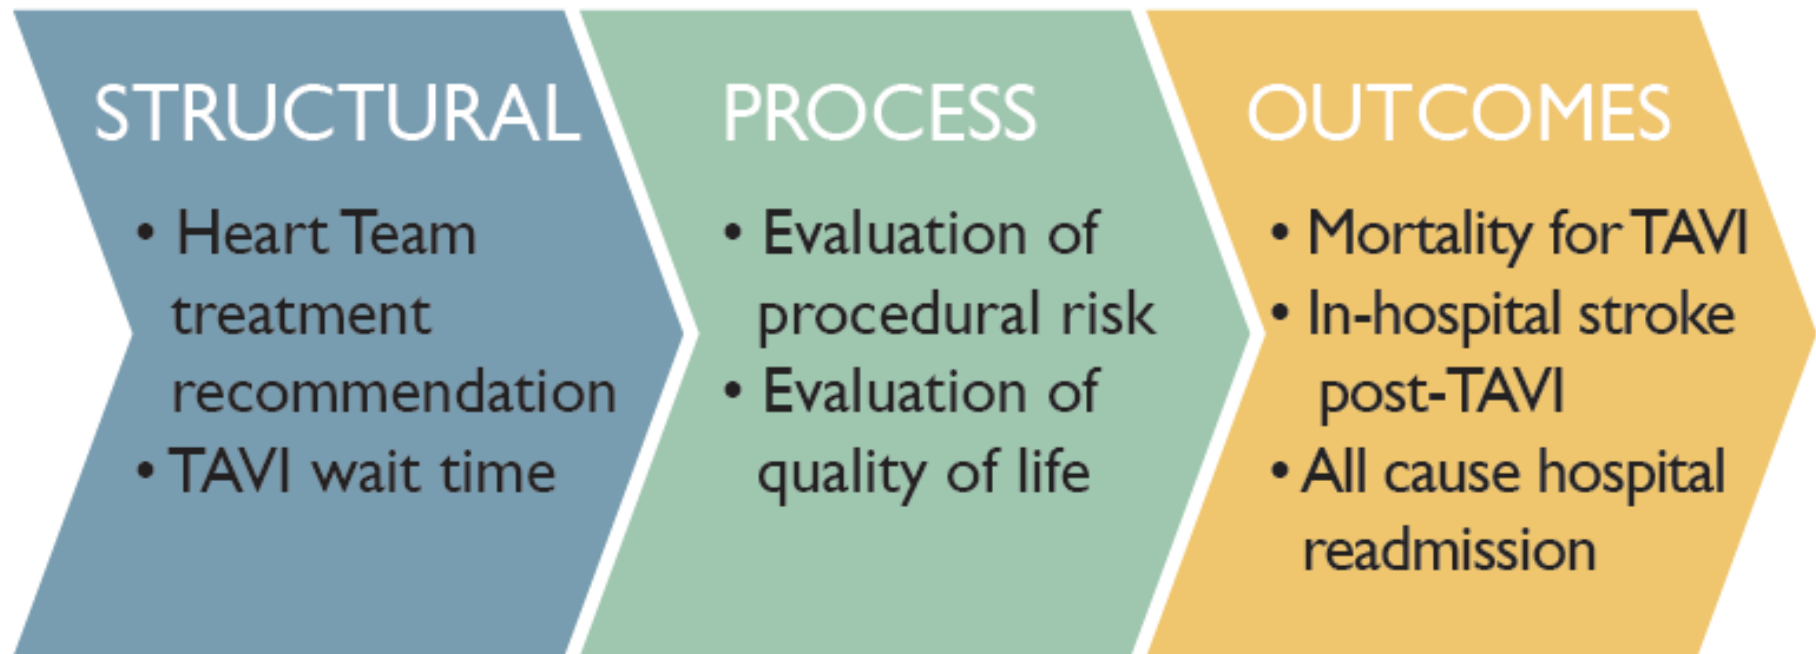 STRUCTURAL
• Heart Team
treatment
recommendation
• TAVI wait time
PROCESS
• Evaluation of
procedural risk
• Evaluation of
quality of life
OUTCOMES
• Mortality for TAVI
• In-hospital stroke
post-TAVI
• All cause hospital
readmission